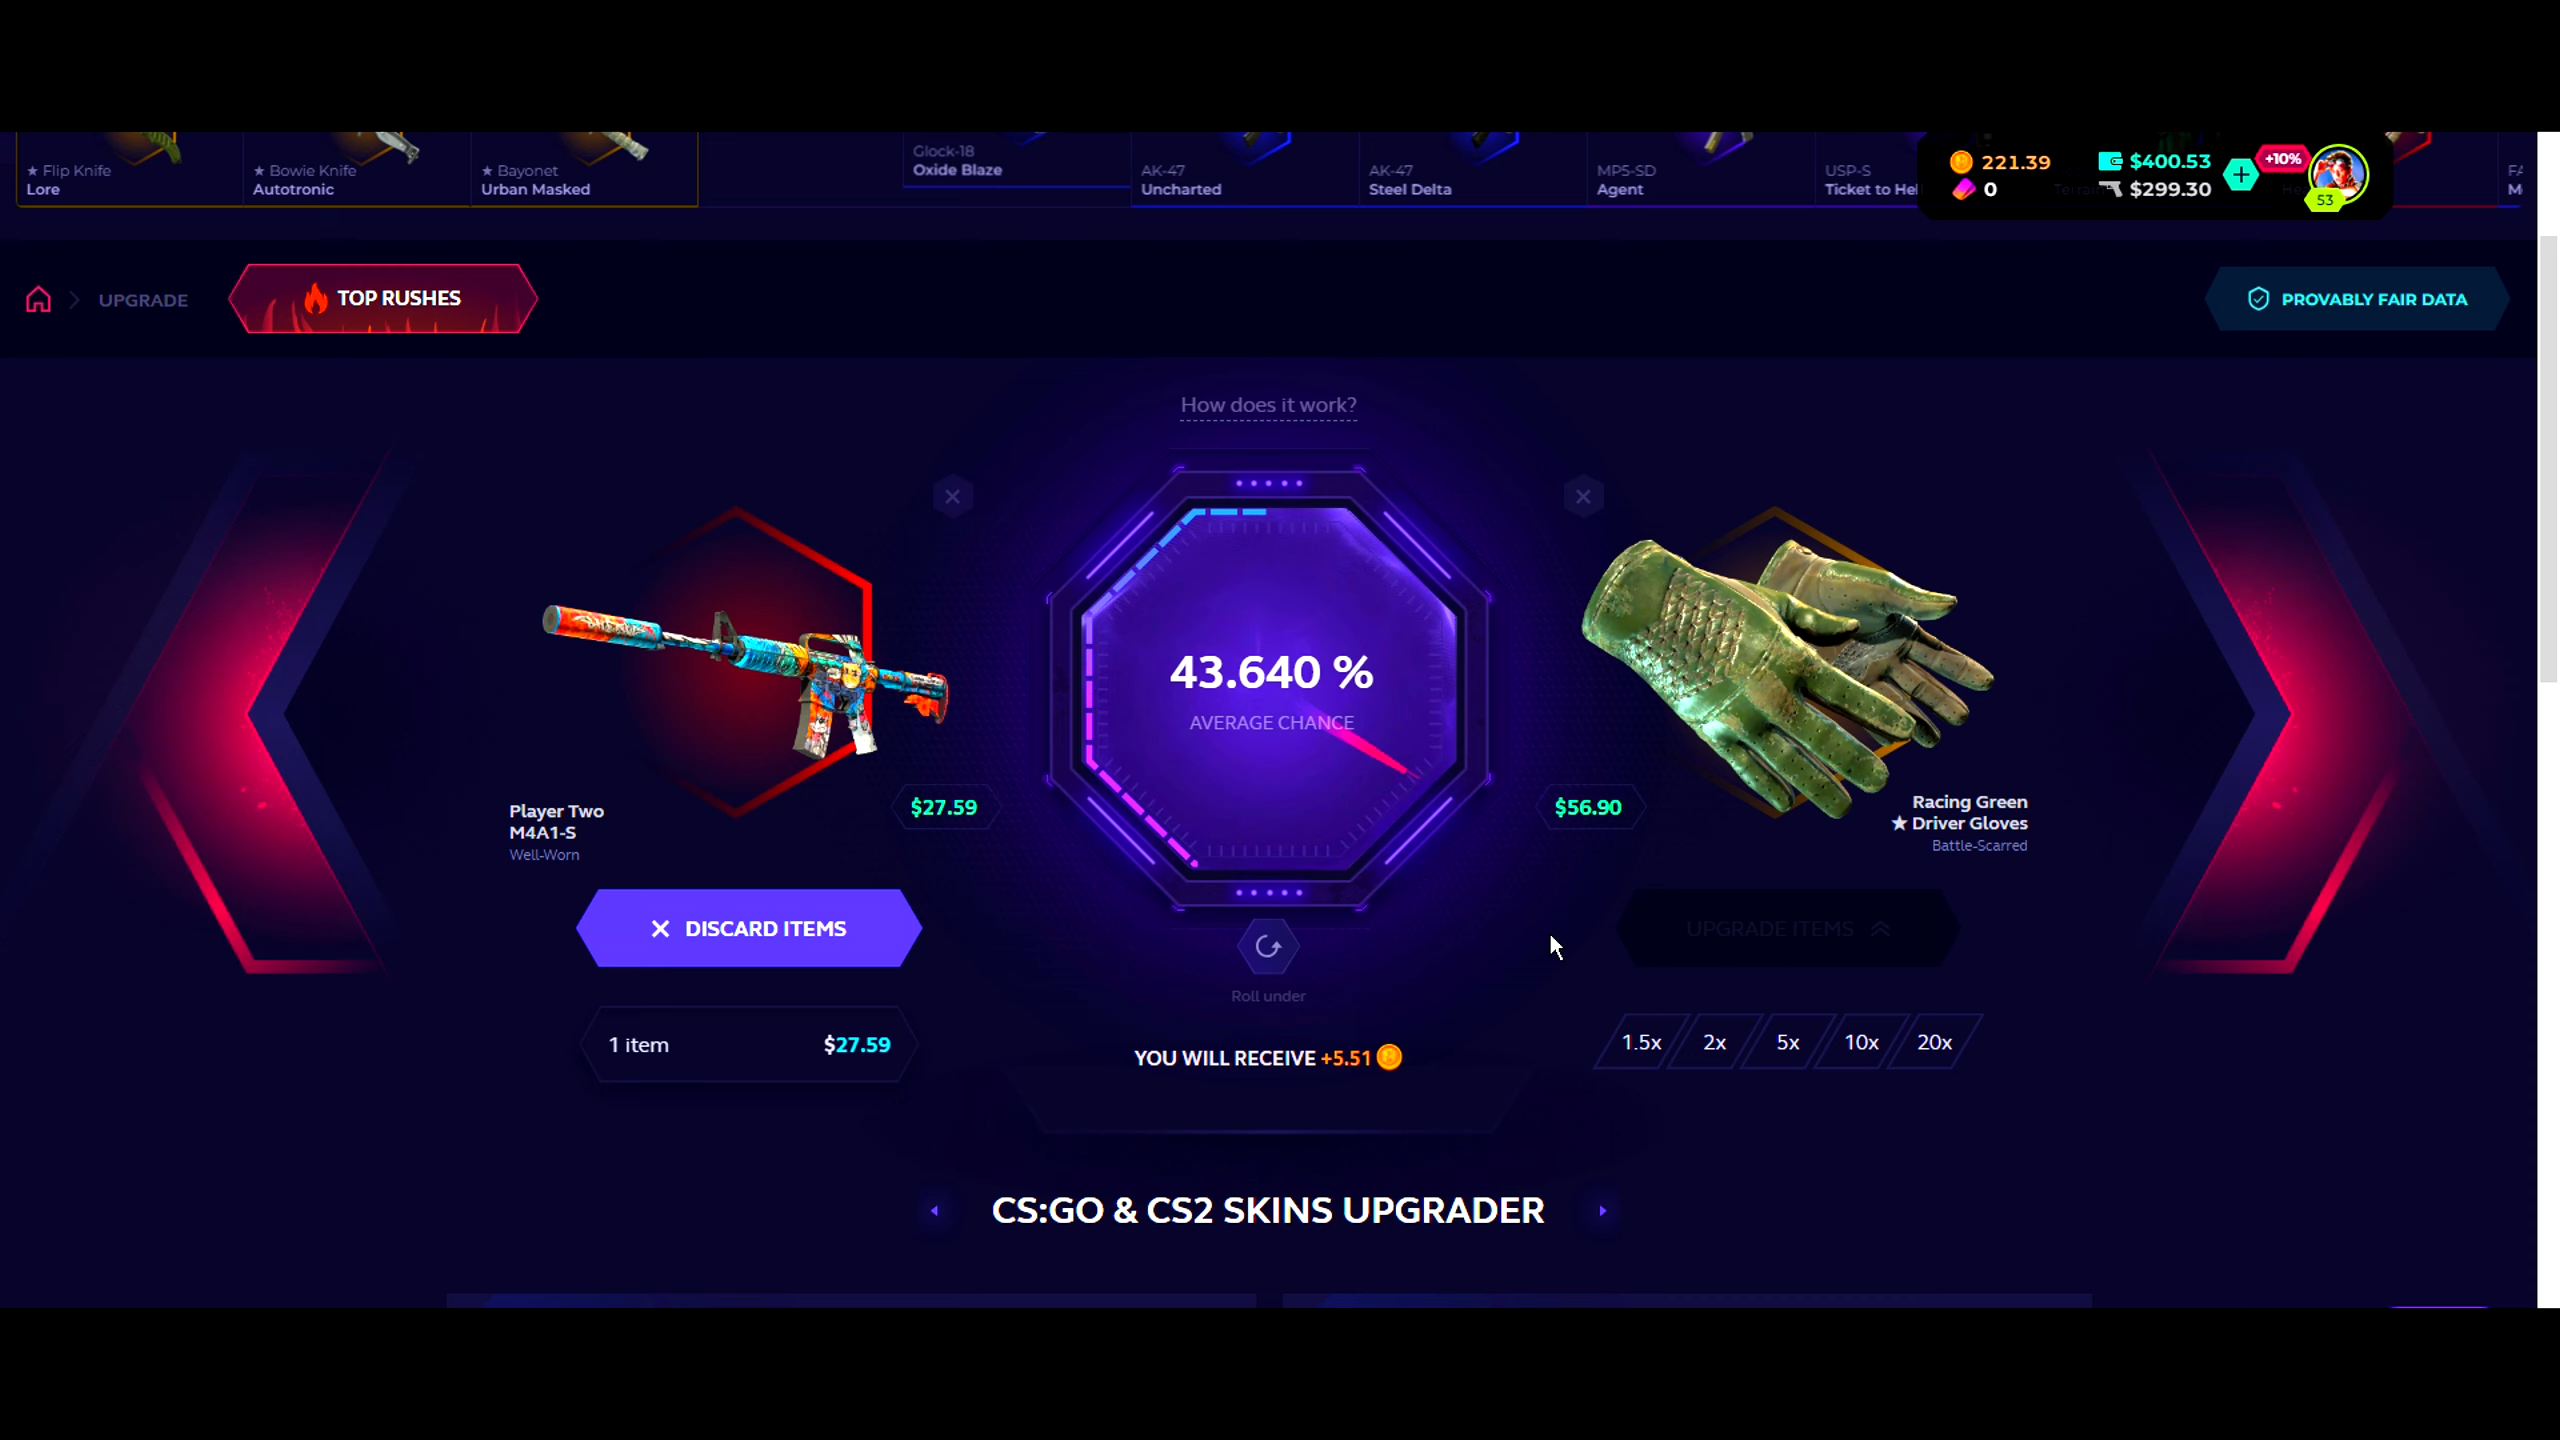 ★ Flip Knife
Lore
★ Bowie Knife
Autotronic
★ Bayonet
Urban Masked
Glock-18
Oxide Blaze
AK-47
Uncharted
AK-47
Steel Delta
MP5-SD
Agent
USP-S
Ticket to Hel
221.39
0
$400.53
$299.30
+10%
53
UPGRADE
TOP RUSHES
PROVABLY FAIR DATA
How does it work?
43.640 %
AVERAGE CHANCE
Player Two
M4A1-S
Well-Worn
$27.59
$56.90
Racing Green
★ Driver Gloves
Battle-Scarred
DISCARD ITEMS
UPGRADE ITEMS
Roll under
1 item
$27.59
YOU WILL RECEIVE +5.51
1.5x
2x
5x
10x
20x
CS:GO & CS2 SKINS UPGRADER